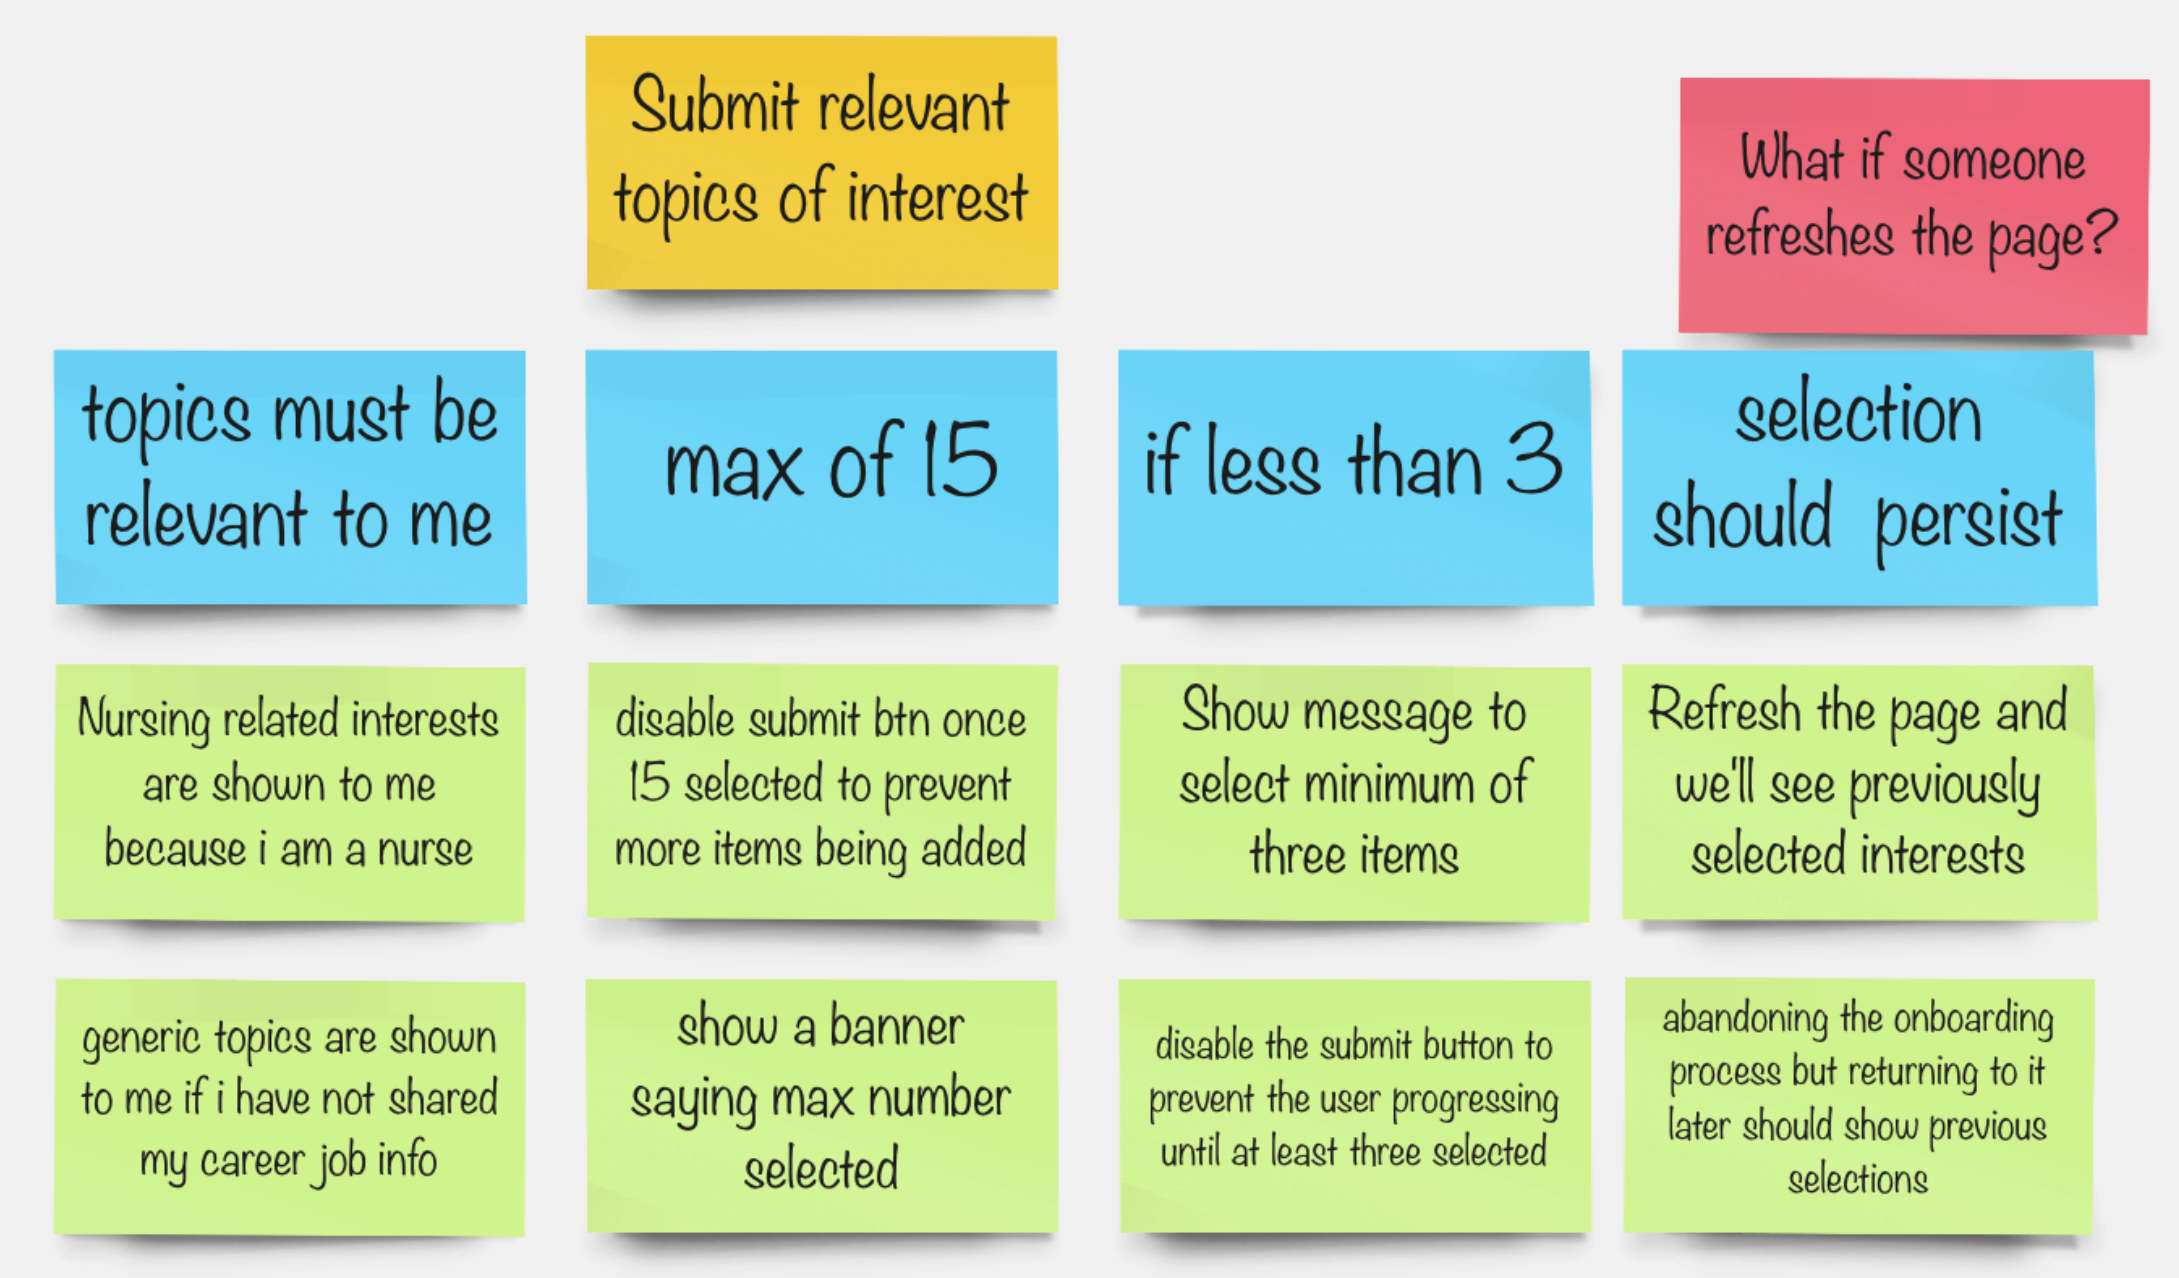 Submit relevant
topics of interest
What if someone
refreshes the page?
topics must be
relevant to me
max of 15
if less than 3
selection
should persist
Nursing related interests
are shown to me
because i am a nurse
disable submit btn once
15 selected to prevent
more items being added
Show message to
select minimum of
three items
Refresh the page and
we'll see previously
selected interests
generic topics are shown
to me if i have not shared
my career job info
show a banner
saying max number
selected
disable the submit button to
prevent the user progressing
until at least three selected
abandoning the onboarding
process but returning to it
later should show previous
selections